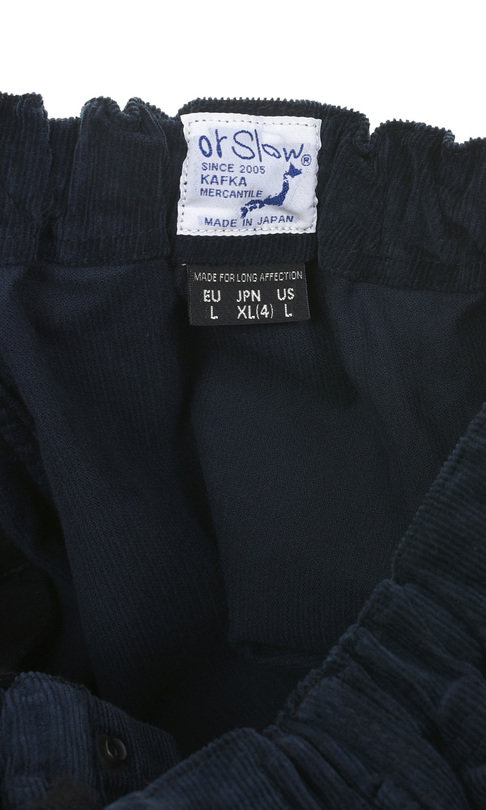 orSlow®
SINCE 2005
KAFKA
MERCANTILE
MADE IN JAPAN
MADE FOR LONG AFFECTION
EU JPN US
L XL(4) L